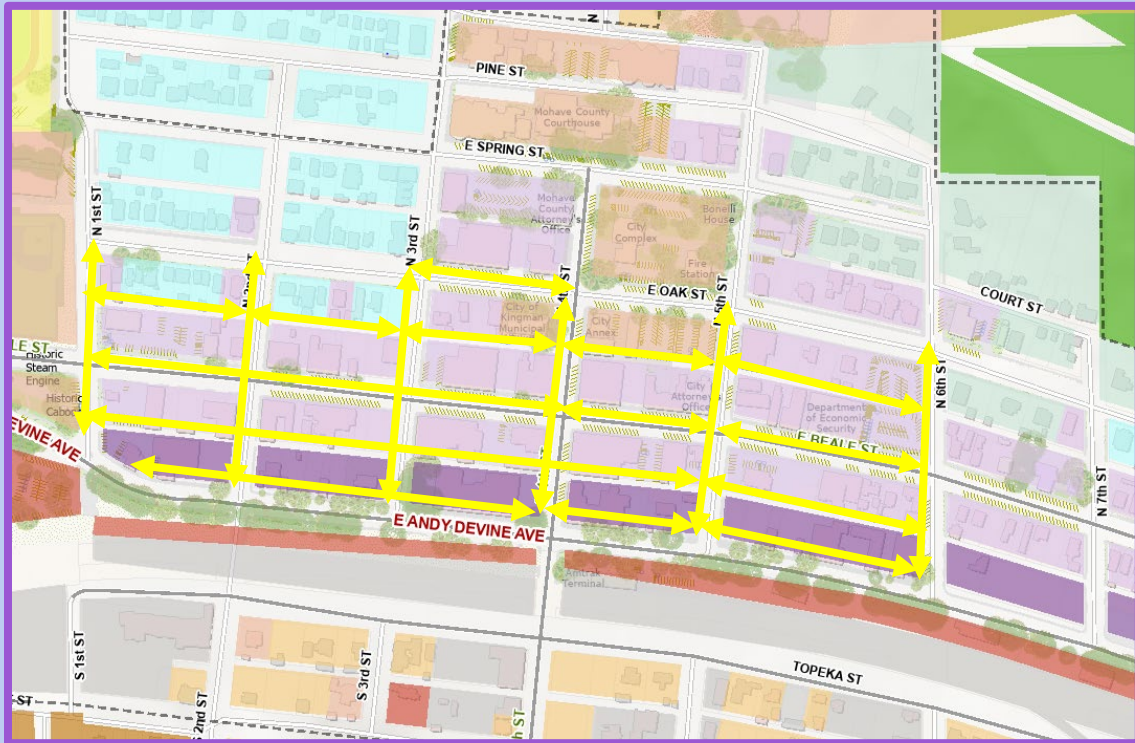 N
PINE ST
Mohave County
Courthouse
E SPRING ST
N 1st ST
N 3rd ST
Mohave
County
Attorney's
Office
City
Complex
Bonelli
House
Fire
Station
E OAK ST
COURT ST
City of
Kingman
Municipal
City
Annex
Historic
Steam
Engine
Historic
N 6th ST
City
Attorney's
Office
Department
of Economic
Security
E BEALE ST
N 7th ST
E ANDY DEVINE AVE
Amtrak
Terminal
S 1st ST
S 3rd ST
S 2nd ST
TOPEKA ST